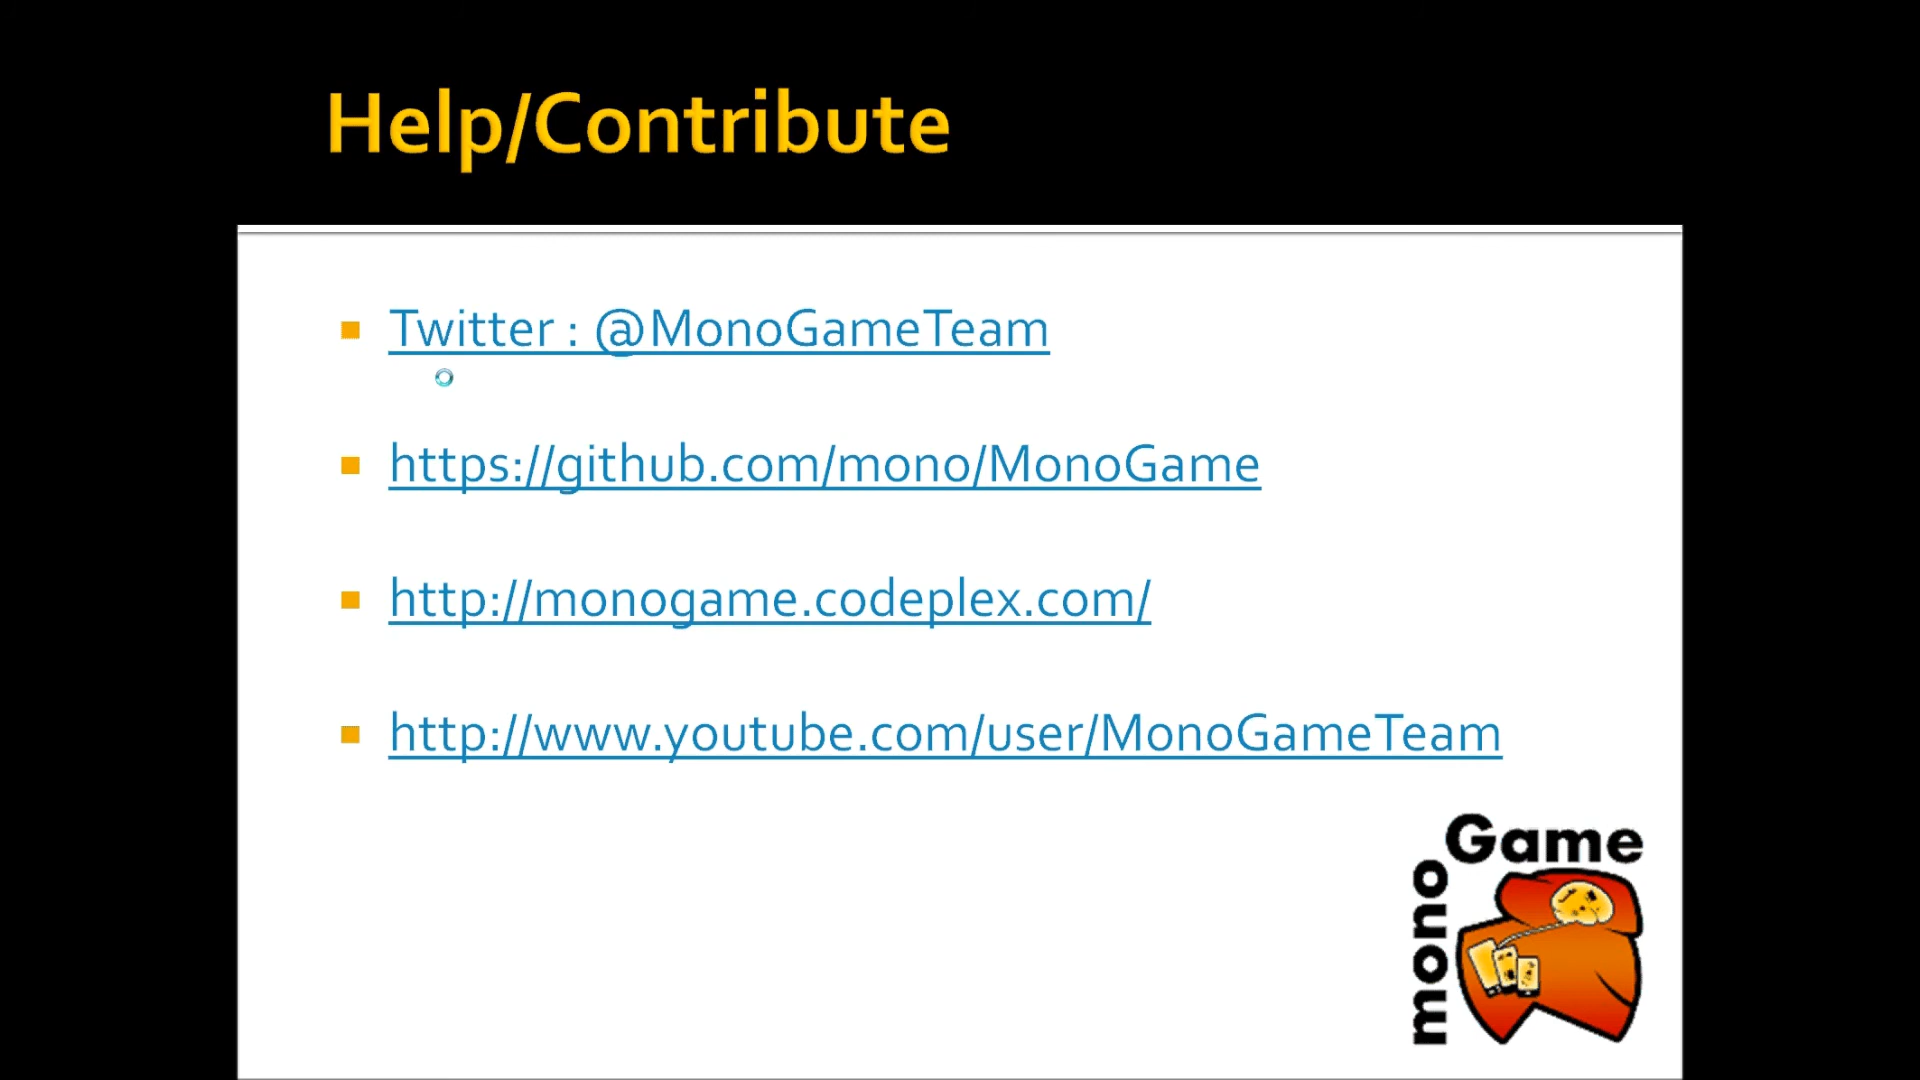 Help/Contribute
Twitter : @MonoGameTeam
https://github.com/mono/MonoGame
http://monogame.codeplex.com/
http://www.youtube.com/user/MonoGameTeam
mono Game